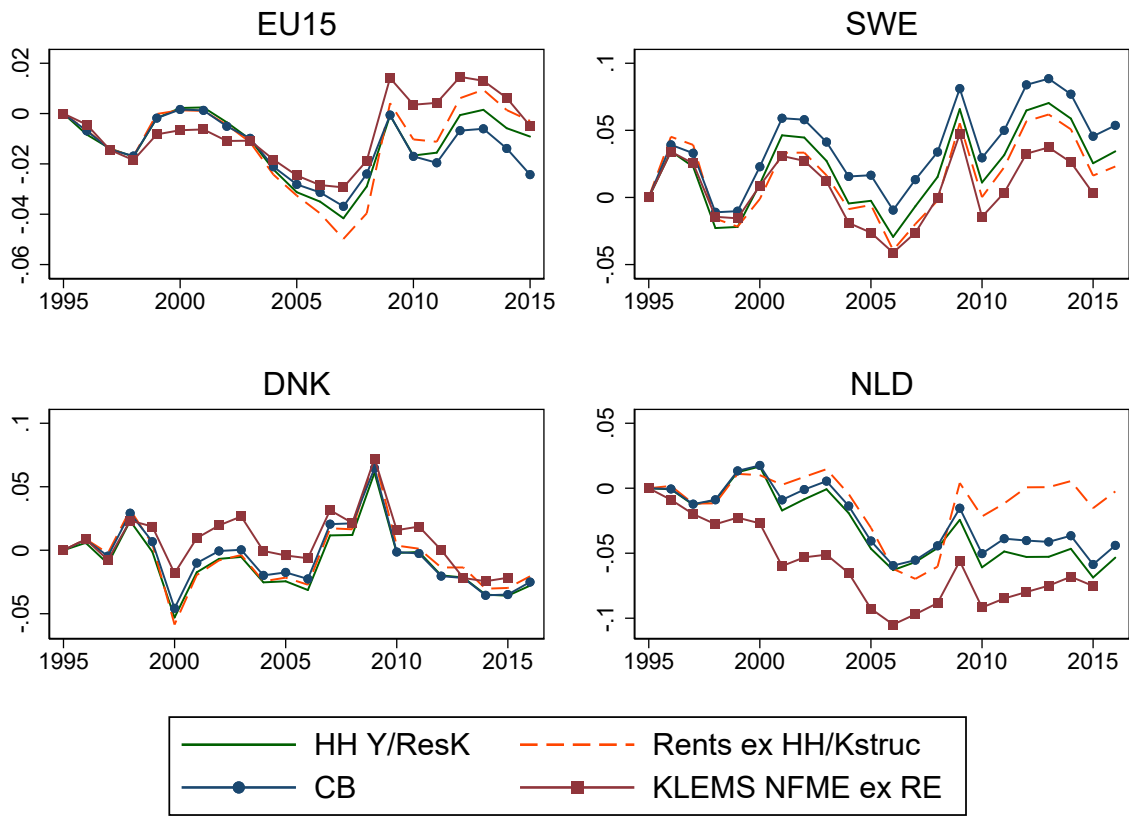 EU15
SWE
.02
0
-.02
-.04
-.06
1995 2000 2005 2010 2015
.1
.05
0
-.05
1995 2000 2005 2010 2015
DNK
NLD
.1
.05
0
-.05
1995 2000 2005 2010 2015
.05
0
-.05
-.1
1995 2000 2005 2010 2015
HH Y/ResK
Rents ex HH/Kstruc
CB
KLEMS NFME ex RE